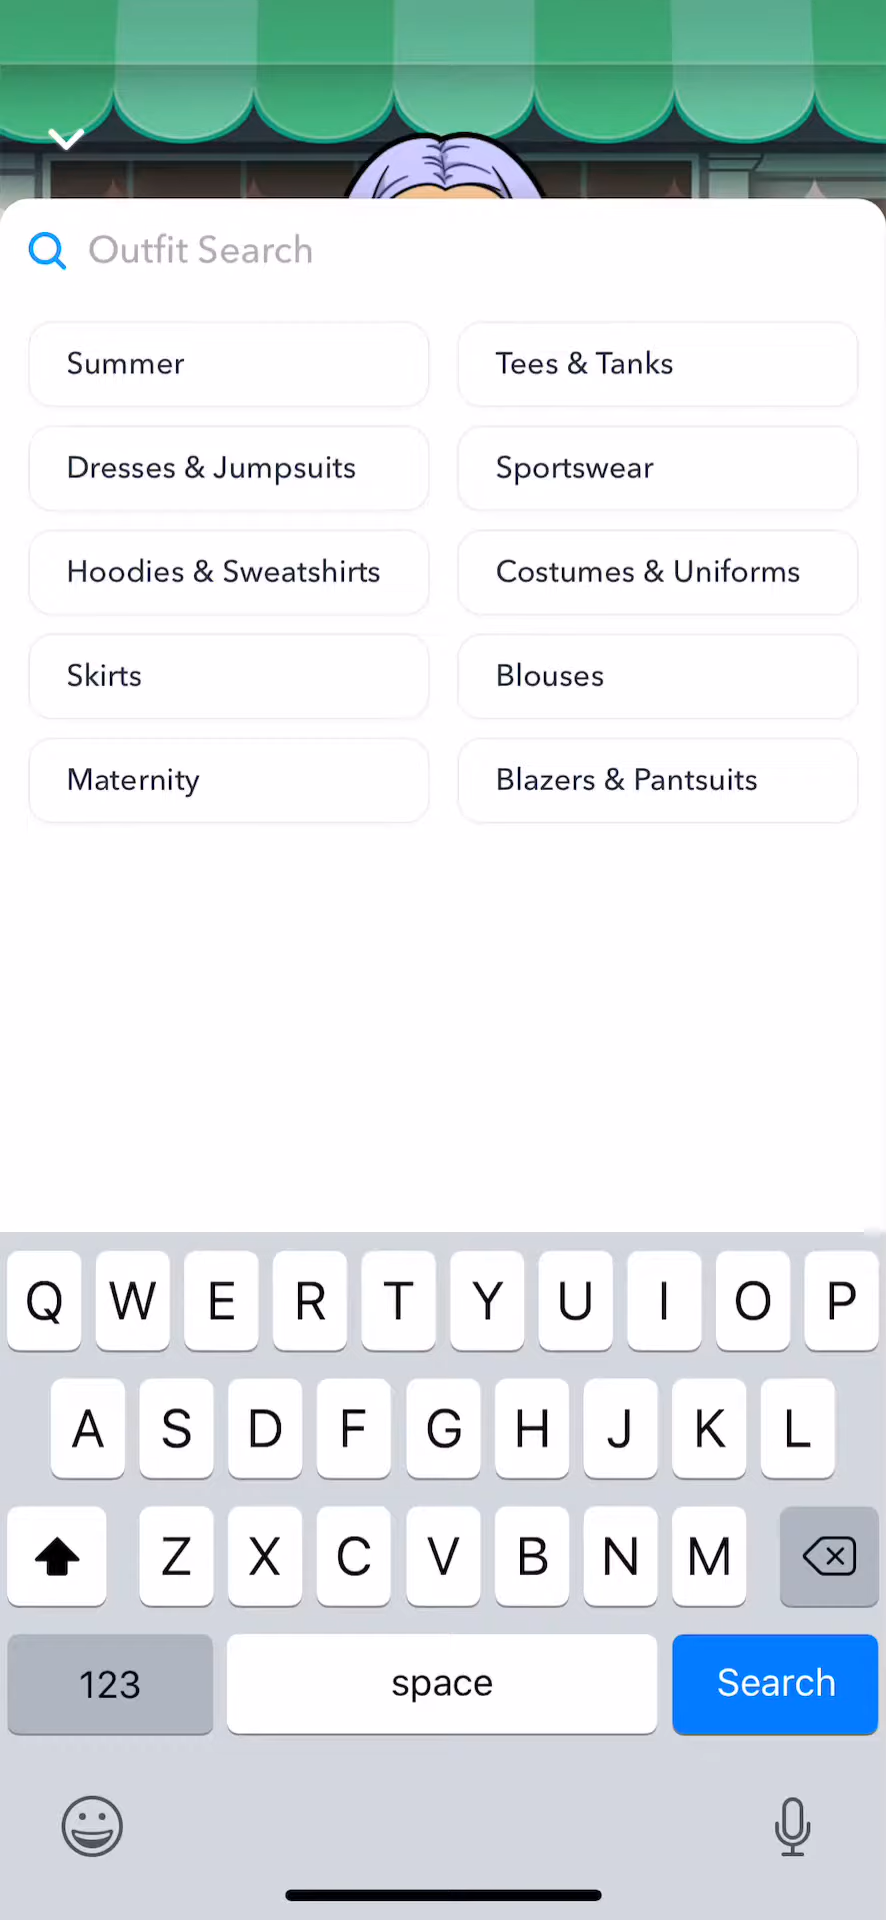 Outfit Search
Summer
Tees & Tanks
Dresses & Jumpsuits
Sportswear
Hoodies & Sweatshirts
Costumes & Uniforms
Skirts
Blouses
Maternity
Blazers & Pantsuits
Q W E R T Y U I O P
A S D F G H J K L
Z X C V B N M
123 space Search